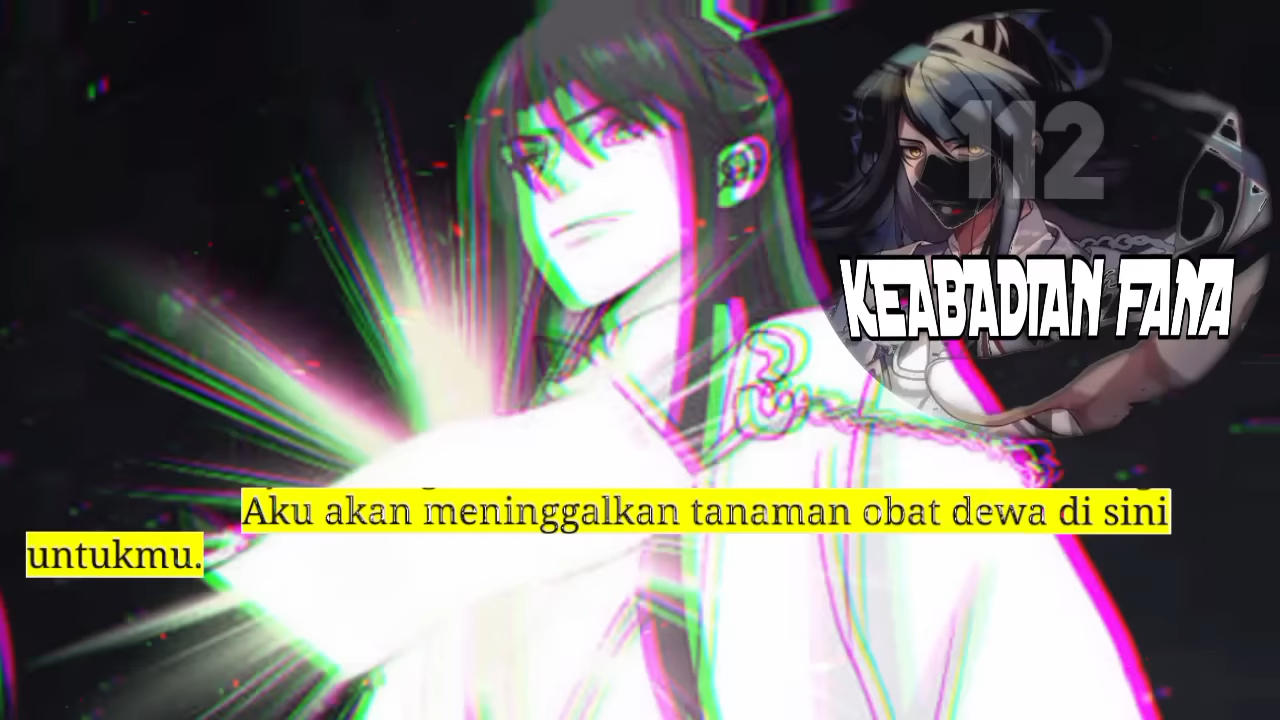 112
KEABADIAN FANA
Aku akan meninggalkan tanaman obat dewa di sini
untukmu.